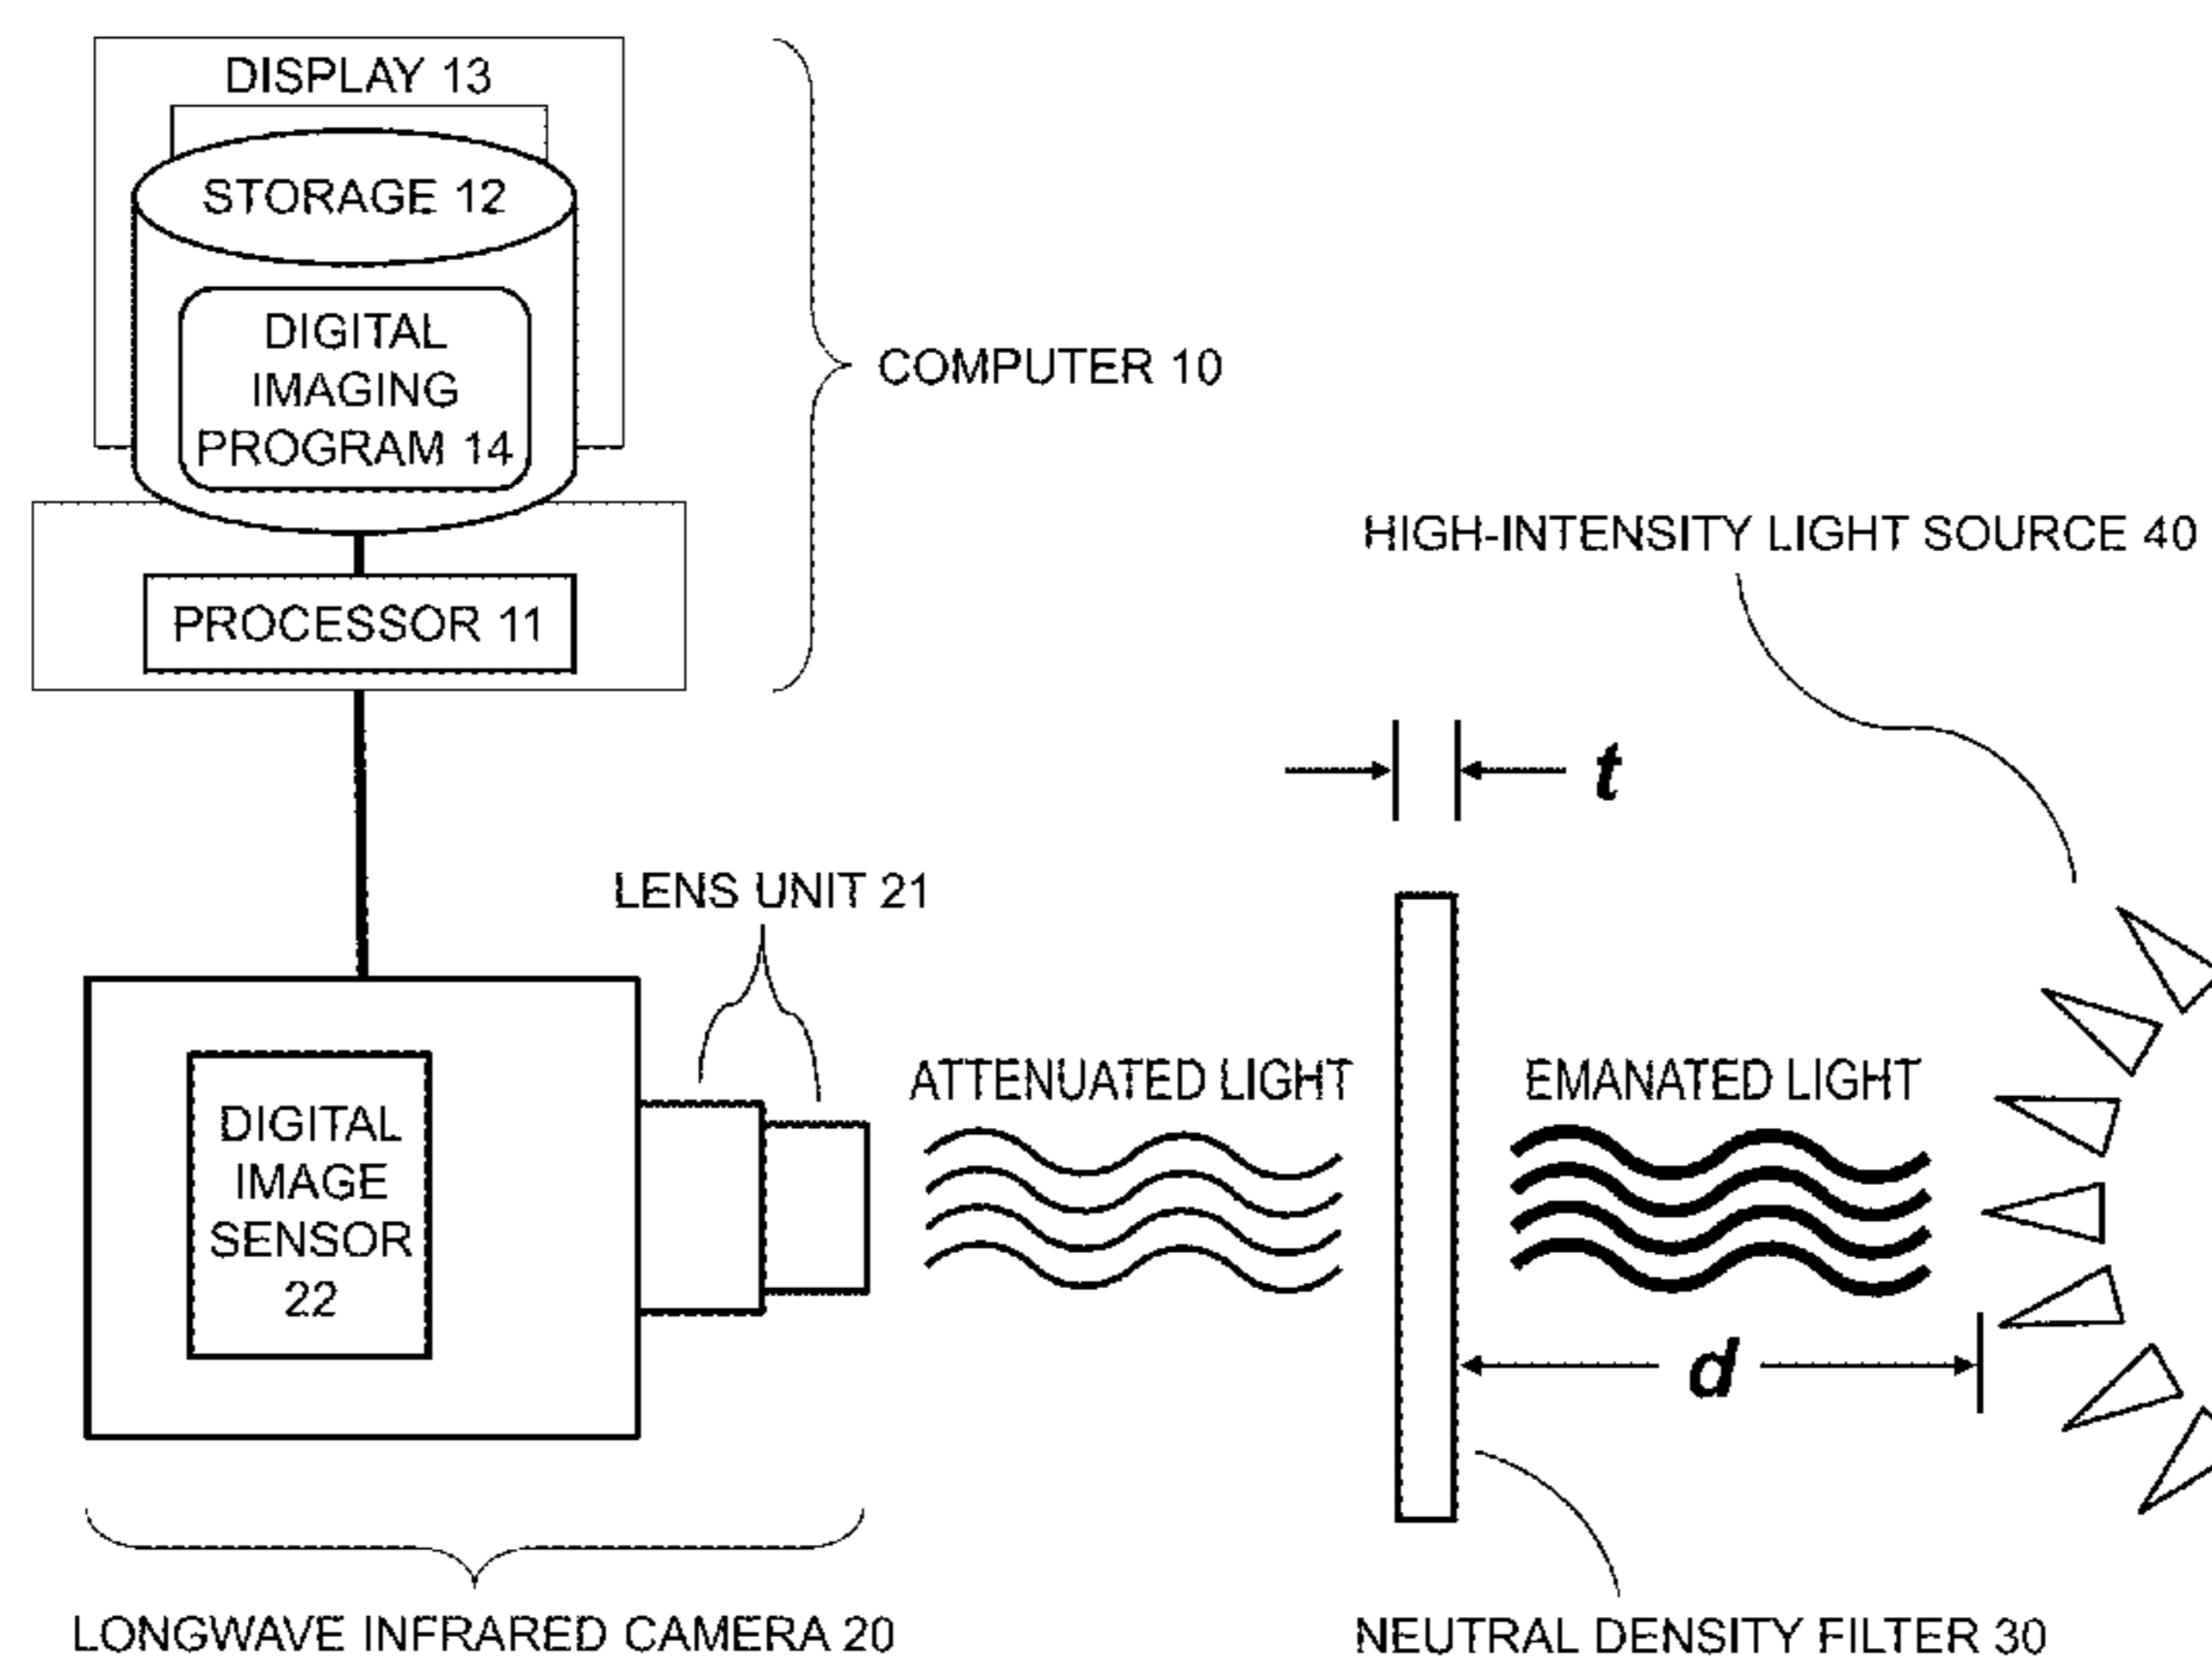 DISPLAY 13
STORAGE 12
DIGITAL
IMAGING
PROGRAM 14
COMPUTER 10
PROCESSOR 11
HIGH-INTENSITY LIGHT SOURCE 40
t
LENS UNIT 21
ATTENUATED LIGHT
EMANATED LIGHT
DIGITAL
IMAGE
SENSOR
22
d
LONGWAVE INFRARED CAMERA 20
NEUTRAL DENSITY FILTER 30